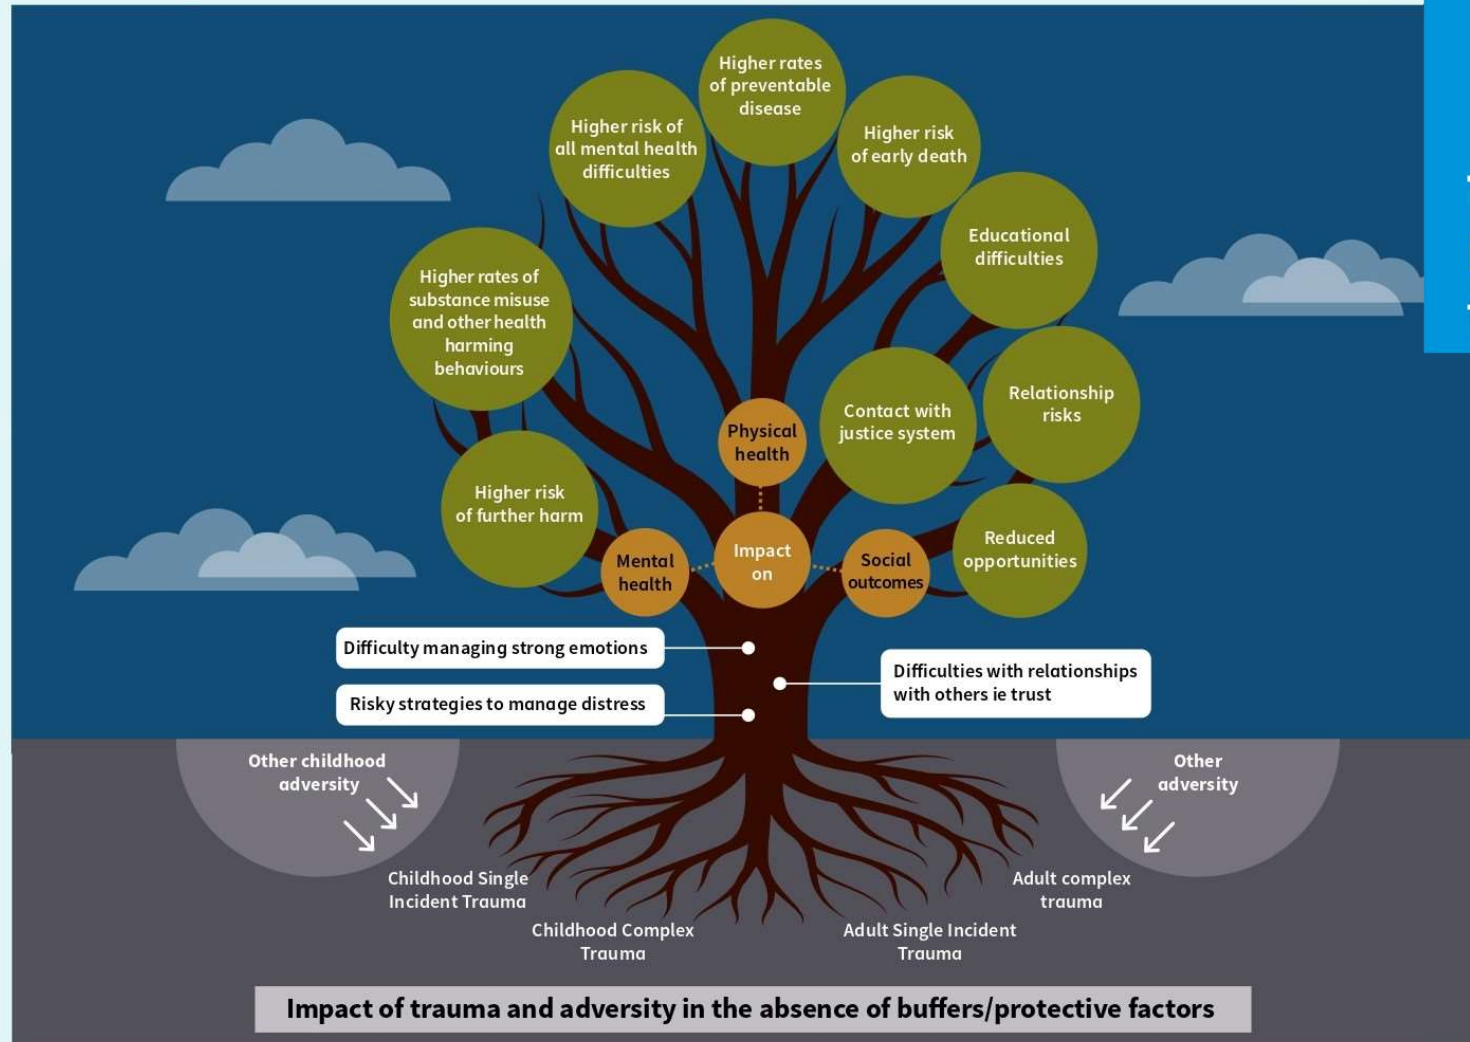 Higher rates
of preventable
disease
Higher risk of
all mental health
difficulties
Higher risk
of early death
Educational
difficulties
Higher rates of
substance misuse
and other health
harming
behaviours
Contact with
justice system
Relationship
risks
Physical
health
Higher risk
of further harm
Impact
on
Mental
health
Social
outcomes
Reduced
opportunities
Difficulty managing strong emotions
Risky strategies to manage distress
Difficulties with relationships
with others ie trust
Other childhood
adversity
Other
adversity
Childhood Single
Incident Trauma
Childhood Complex
Trauma
Adult Single Incident
Trauma
Adult complex
trauma
Impact of trauma and adversity in the absence of buffers/protective factors